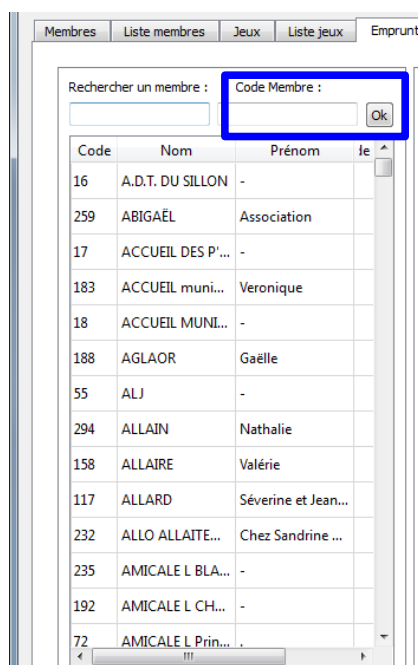 Membres Liste membres Jeux Liste jeux Emprunt
Rechercher un membre : Code Membre :
Ok
Code Nom Prénom de
16 A.D.T. DU SILLON -
259 ABIGAËL Association
17 ACCUEIL DES P'... -
183 ACCUEIL muni... Veronique
18 ACCUEIL MUNI... -
188 AGLAOR Gaëlle
55 ALJ -
294 ALLAIN Nathalie
158 ALLAIRE Valérie
117 ALLARD Séverine et Jean...
232 ALLO ALLAITE... Chez Sandrine ...
235 AMICALE L BLA... -
192 AMICALE L CH... -
72 AMICALE L Prin... .